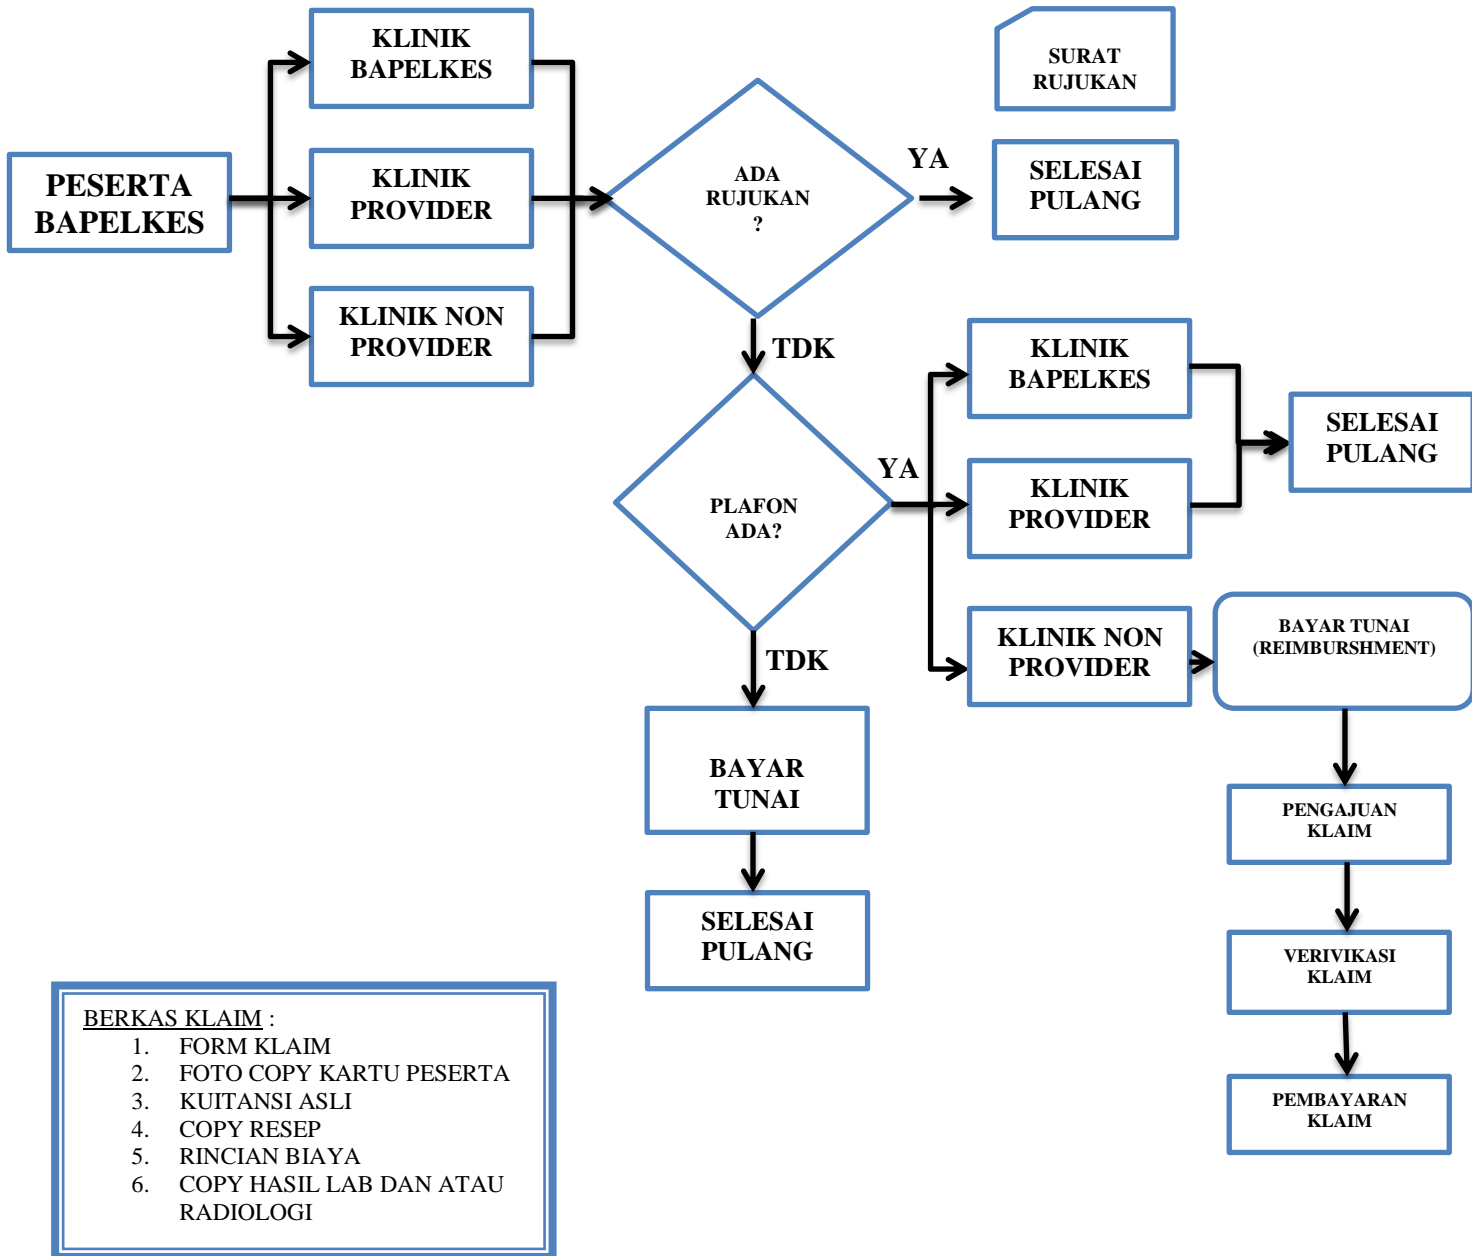 KLINIK
BAPELKES
SURAT
RUJUKAN
PESERTA
BAPELKES
KLINIK
PROVIDER
ADA
RUJUKAN
?
YA
SELESAI
PULANG
KLINIK NON
PROVIDER
TDK
KLINIK
BAPELKES
SELESAI
PULANG
YA
PLAFON
ADA?
KLINIK
PROVIDER
KLINIK NON
PROVIDER
BAYAR TUNAI
(REIMBURSHMENT)
TDK
BAYAR
TUNAI
PENGAJUAN
KLAIM
SELESAI
PULANG
VERIVIKASI
KLAIM
PEMBAYARAN
KLAIM
BERKAS KLAIM :
1. FORM KLAIM
2. FOTO COPY KARTU PESERTA
3. KUITANSI ASLI
4. COPY RESEP
5. RINCIAN BIAYA
6. COPY HASIL LAB DAN ATAU
RADIOLOGI